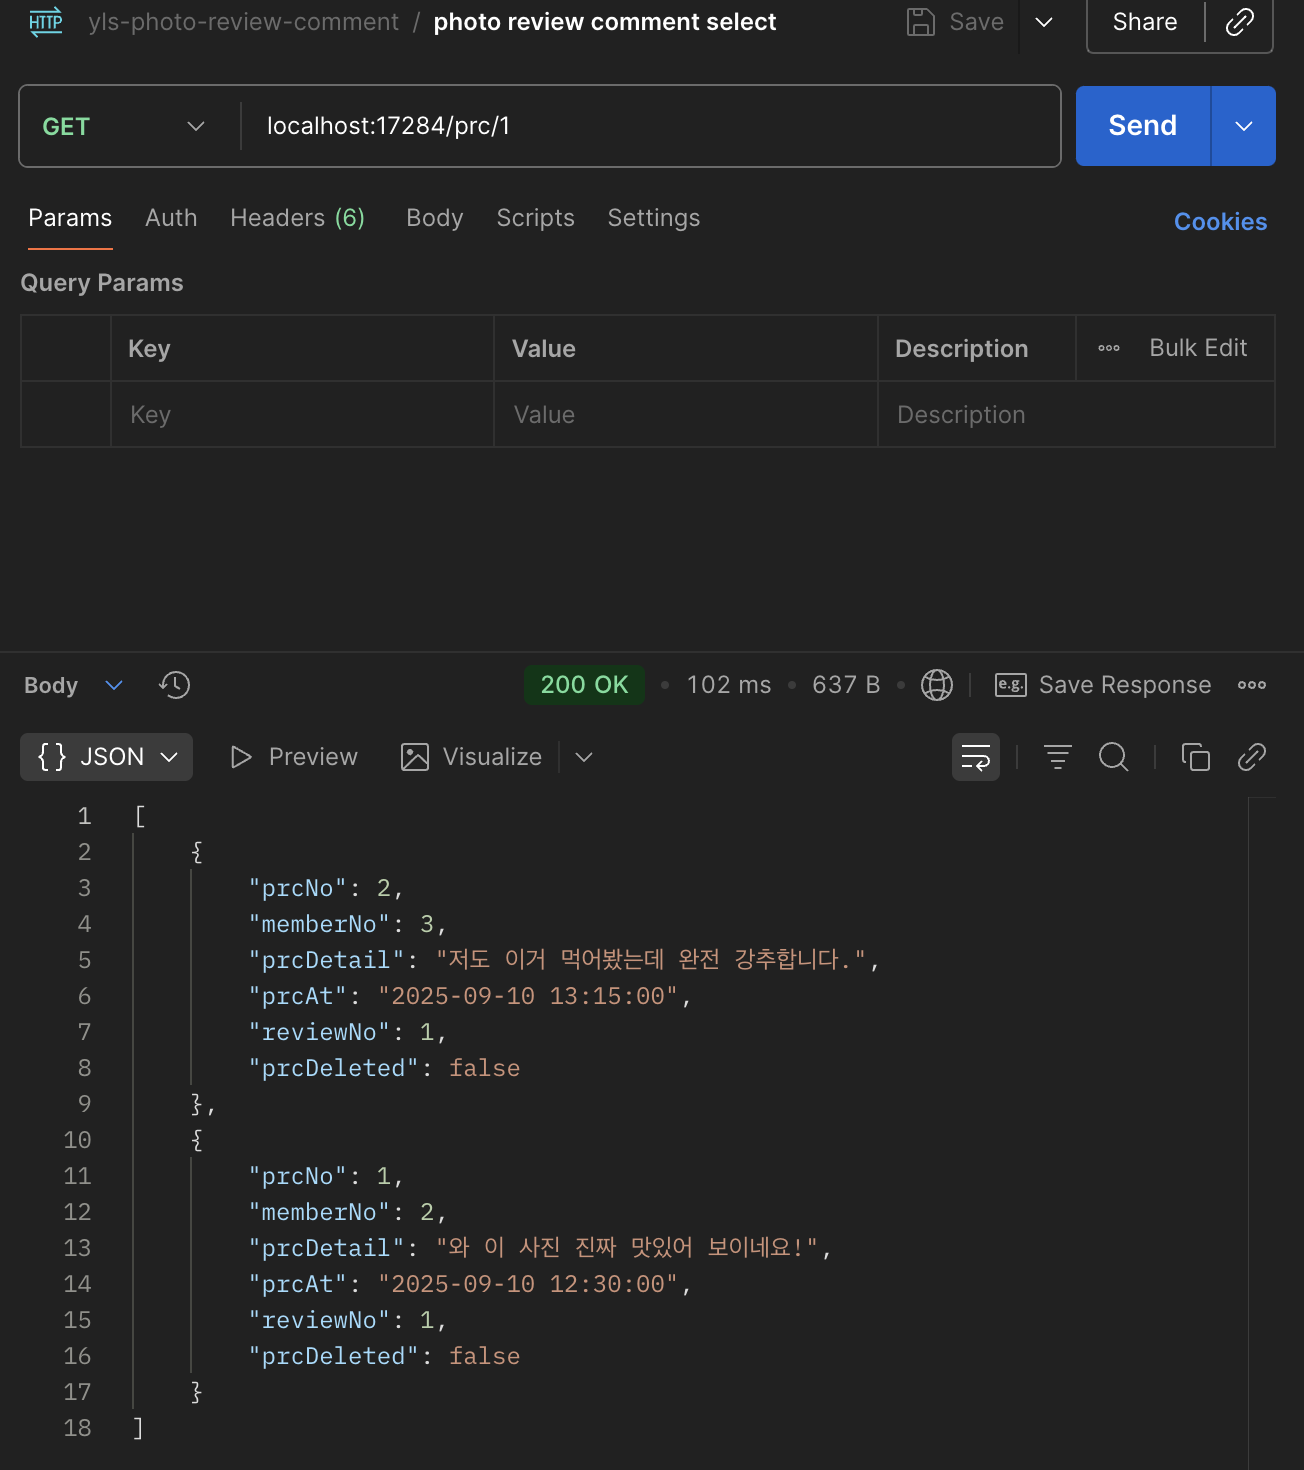 HTTP yls-photo-review-comment / photo review comment select Save Share
GET localhost:17284/prc/1 Send
Params Auth Headers (6) Body Scripts Settings Cookies
Query Params
Key Value Description Bulk Edit
Key Value Description
Body 200 OK • 102 ms • 637 B • e.g. Save Response
{} JSON Preview Visualize
1 [
2 {
3 "prcNo": 2,
4 "memberNo": 3,
5 "prcDetail": "저도 이거 먹어봤는데 완전 강추합니다.",
6 "prcAt": "2025-09-10 13:15:00",
7 "reviewNo": 1,
8 "prcDeleted": false
9 },
10 {
11 "prcNo": 1,
12 "memberNo": 2,
13 "prcDetail": "와 이 사진 진짜 맛있어 보이네요!",
14 "prcAt": "2025-09-10 12:30:00",
15 "reviewNo": 1,
16 "prcDeleted": false
17 }
18 ]